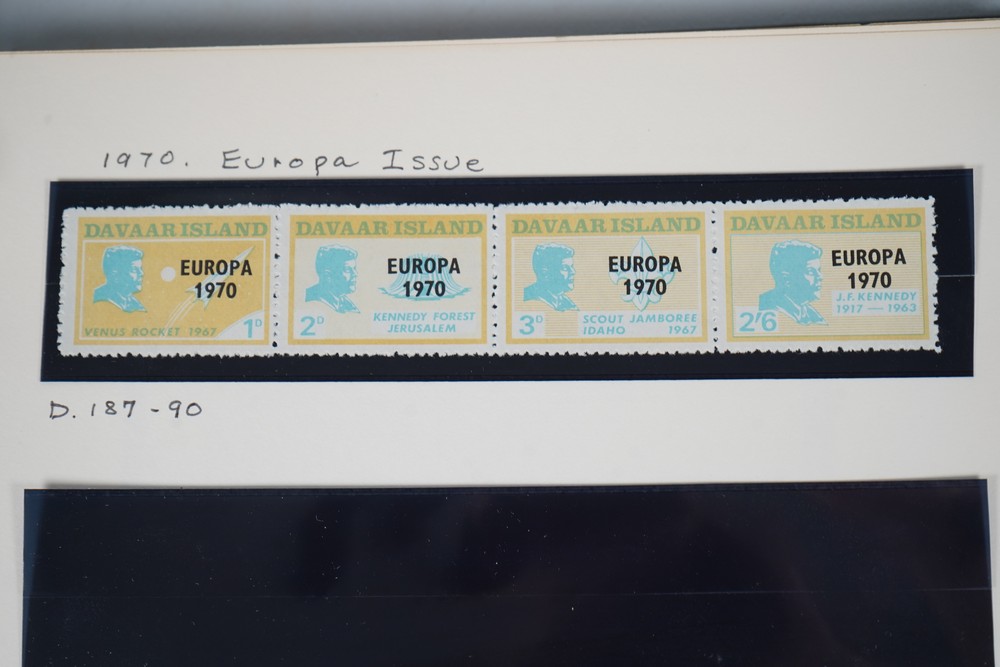 1970. Europa Issue
DAVAAR ISLAND
EUROPA
1970
VENUS ROCKET 1967
1D
DAVAAR ISLAND
EUROPA
1970
2D
KENNEDY FOREST
JERUSALEM
DAVAAR ISLAND
EUROPA
1970
3D
SCOUT JAMBOREE
IDAHO 1967
DAVAAR ISLAND
EUROPA
1970
J.F. KENNEDY
1917 — 1963
2'6
D. 187 - 90